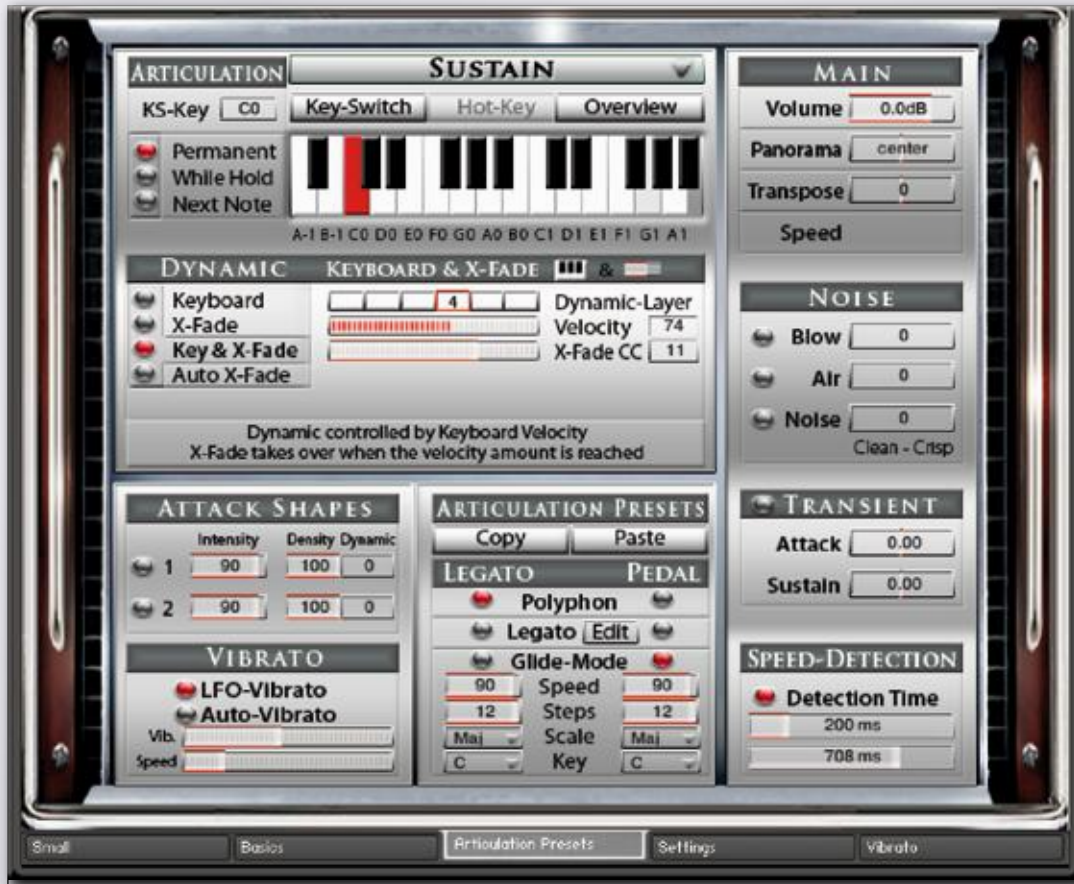 ARTICULATION
SUSTAIN
KS-Key C0
Key-Switch Hot-Key Overview
Permanent
While Hold
Next Note
A-1 B-1 C0 D0 E0 F0 G0 A0 B0 C1 D1 E1 F1 G1 A1
DYNAMIC KEYBOARD & X-FADE &
Keyboard
X-Fade
Key & X-Fade
Auto X-Fade
4 Dynamic-Layer
Velocity 74
X-Fade CC 11
Dynamic controlled by Keyboard Velocity
X-Fade takes over when the velocity amount is reached
ATTACK SHAPES
Intensity Density Dynamic
1 90 100 0
2 90 100 0
VIBRATO
LFO-Vibrato
Auto-Vibrato
Vib.
Speed
ARTICULATION PRESETS
Copy Paste
LEGATO PEDAL
Polyphon
Legato Edit
Glide-Mode
90 Speed 90
12 Steps 12
Maj Scale Maj
C Key C
MAIN
Volume 0.0dB
Panorama center
Transpose 0
Speed
NOISE
Blow 0
Air 0
Noise 0
Clean - Crisp
TRANSIENT
Attack 0.00
Sustain 0.00
SPEED-DETECTION
Detection Time
200 ms
708 ms
Small Basics Articulation Presets Settings Vibrato